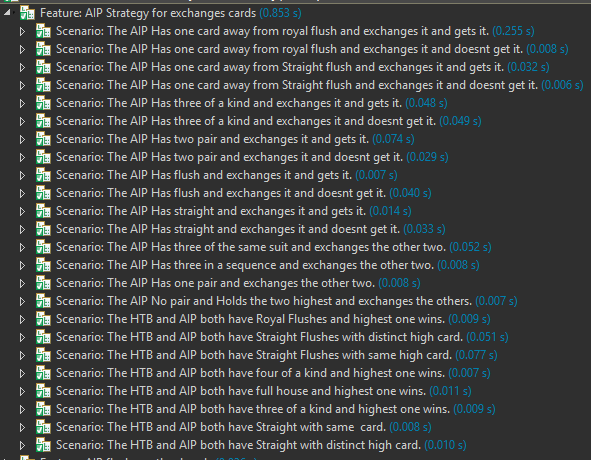 Feature: AIP Strategy for exchanges cards (0.853 s)
Scenario: The AIP Has one card away from royal flush and exchanges it and gets it. (0.255 s)
Scenario: The AIP Has one card away from royal flush and exchanges it and doesnt get it. (0.008 s)
Scenario: The AIP Has one card away from Straight flush and exchanges it and gets it. (0.032 s)
Scenario: The AIP Has one card away from Straight flush and exchanges it and doesnt get it. (0.006 s)
Scenario: The AIP Has three of a kind and exchanges it and gets it. (0.048 s)
Scenario: The AIP Has three of a kind and exchanges it and doesnt get it. (0.049 s)
Scenario: The AIP Has two pair and exchanges it and gets it. (0.074 s)
Scenario: The AIP Has two pair and exchanges it and doesnt get it. (0.029 s)
Scenario: The AIP Has flush and exchanges it and gets it. (0.007 s)
Scenario: The AIP Has flush and exchanges it and doesnt get it. (0.040 s)
Scenario: The AIP Has straight and exchanges it and gets it. (0.014 s)
Scenario: The AIP Has straight and exchanges it and doesnt get it. (0.033 s)
Scenario: The AIP Has three of the same suit and exchanges the other two. (0.052 s)
Scenario: The AIP Has three in a sequence and exchanges the other two. (0.008 s)
Scenario: The AIP Has one pair and exchanges the other two. (0.008 s)
Scenario: The AIP No pair and Holds the two highest and exchanges the others. (0.007 s)
Scenario: The HTB and AIP both have Royal Flushes and highest one wins. (0.009 s)
Scenario: The HTB and AIP both have Straight Flushes with distinct high card. (0.051 s)
Scenario: The HTB and AIP both have Straight Flushes with same high card. (0.077 s)
Scenario: The HTB and AIP both have four of a kind and highest one wins. (0.007 s)
Scenario: The HTB and AIP both have full house and highest one wins. (0.011 s)
Scenario: The HTB and AIP both have three of a kind and highest one wins. (0.009 s)
Scenario: The HTB and AIP both have Straight with same  card. (0.008 s)
Scenario: The HTB and AIP both have Straight with distinct high card. (0.010 s)